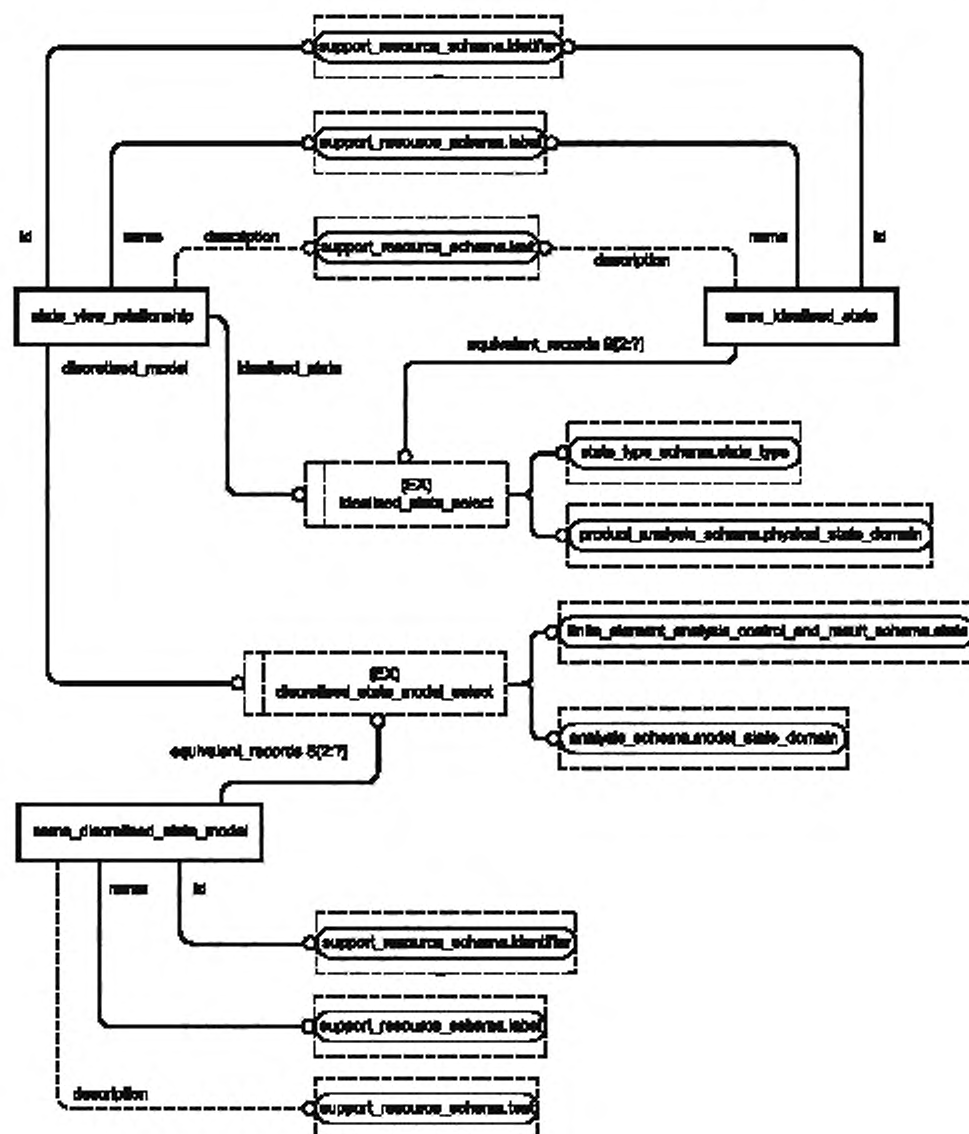 support_resource_schema.identifier
support_resource_schema.label
id
name
description
support_resource_schema.text
description
name
id
state_view_relationship
same_idealised_state
discretised_model
idealised_state
equivalent_records S[2:?]
state_type_schema.state_type
(EX)
idealised_state_select
product_analysis_schema.physical_state_domain
finite_element_analysis_control_and_result_schema.state
(EX)
discretised_state_model_select
analysis_schema.model_state_domain
equivalent_records S[2:?]
same_discretised_state_model
name
id
support_resource_schema.identifier
support_resource_schema.label
description
support_resource_schema.text